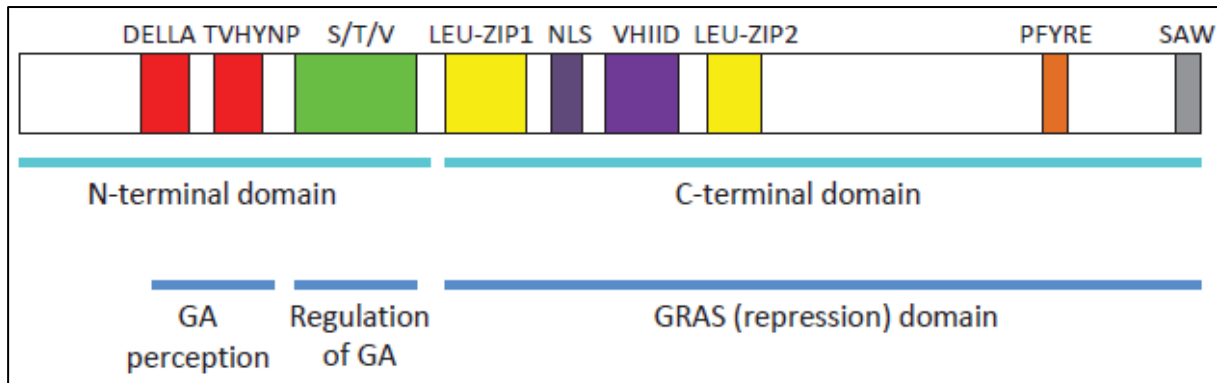 DELLA TVHYNP S/T/V LEU-ZIP1 NLS VHIID LEU-ZIP2 PFYRE SAW
N-terminal domain C-terminal domain
GA Regulation GRAS (repression) domain
perception of GA